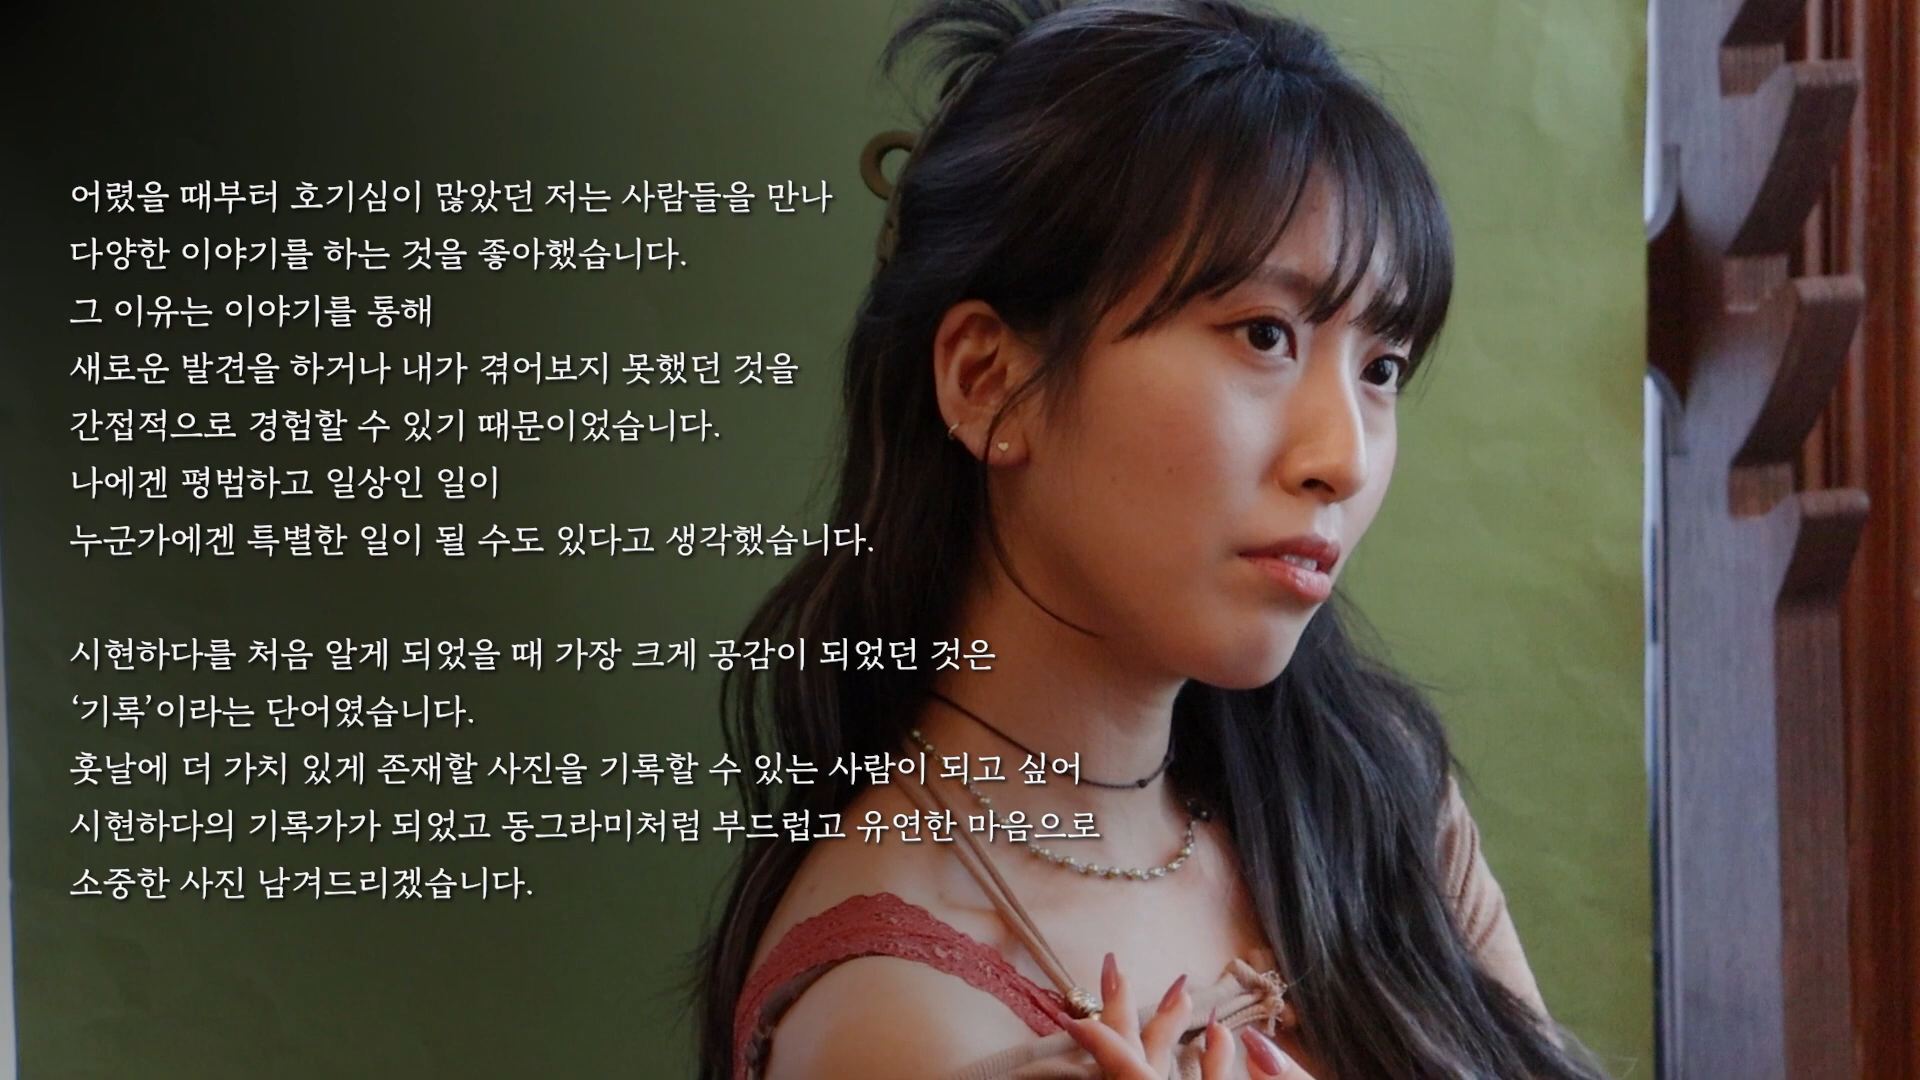 어렸을 때부터 호기심이 많았던 저는 사람들을 만나
다양한 이야기를 하는 것을 좋아했습니다.
그 이유는 이야기를 통해
새로운 발견을 하거나 내가 겪어보지 못했던 것을
간접적으로 경험할 수 있기 때문이었습니다.
나에겐 평범하고 일상인 일이
누군가에겐 특별한 일이 될 수도 있다고 생각했습니다.
시현하다를 처음 알게 되었을 때 가장 크게 공감이 되었던 것은
‘기록’이라는 단어였습니다.
훗날에 더 가치 있게 존재할 사진을 기록할 수 있는 사람이 되고 싶어
시현하다의 기록가가 되었고 동그라미처럼 부드럽고 유연한 마음으로
소중한 사진 남겨드리겠습니다.